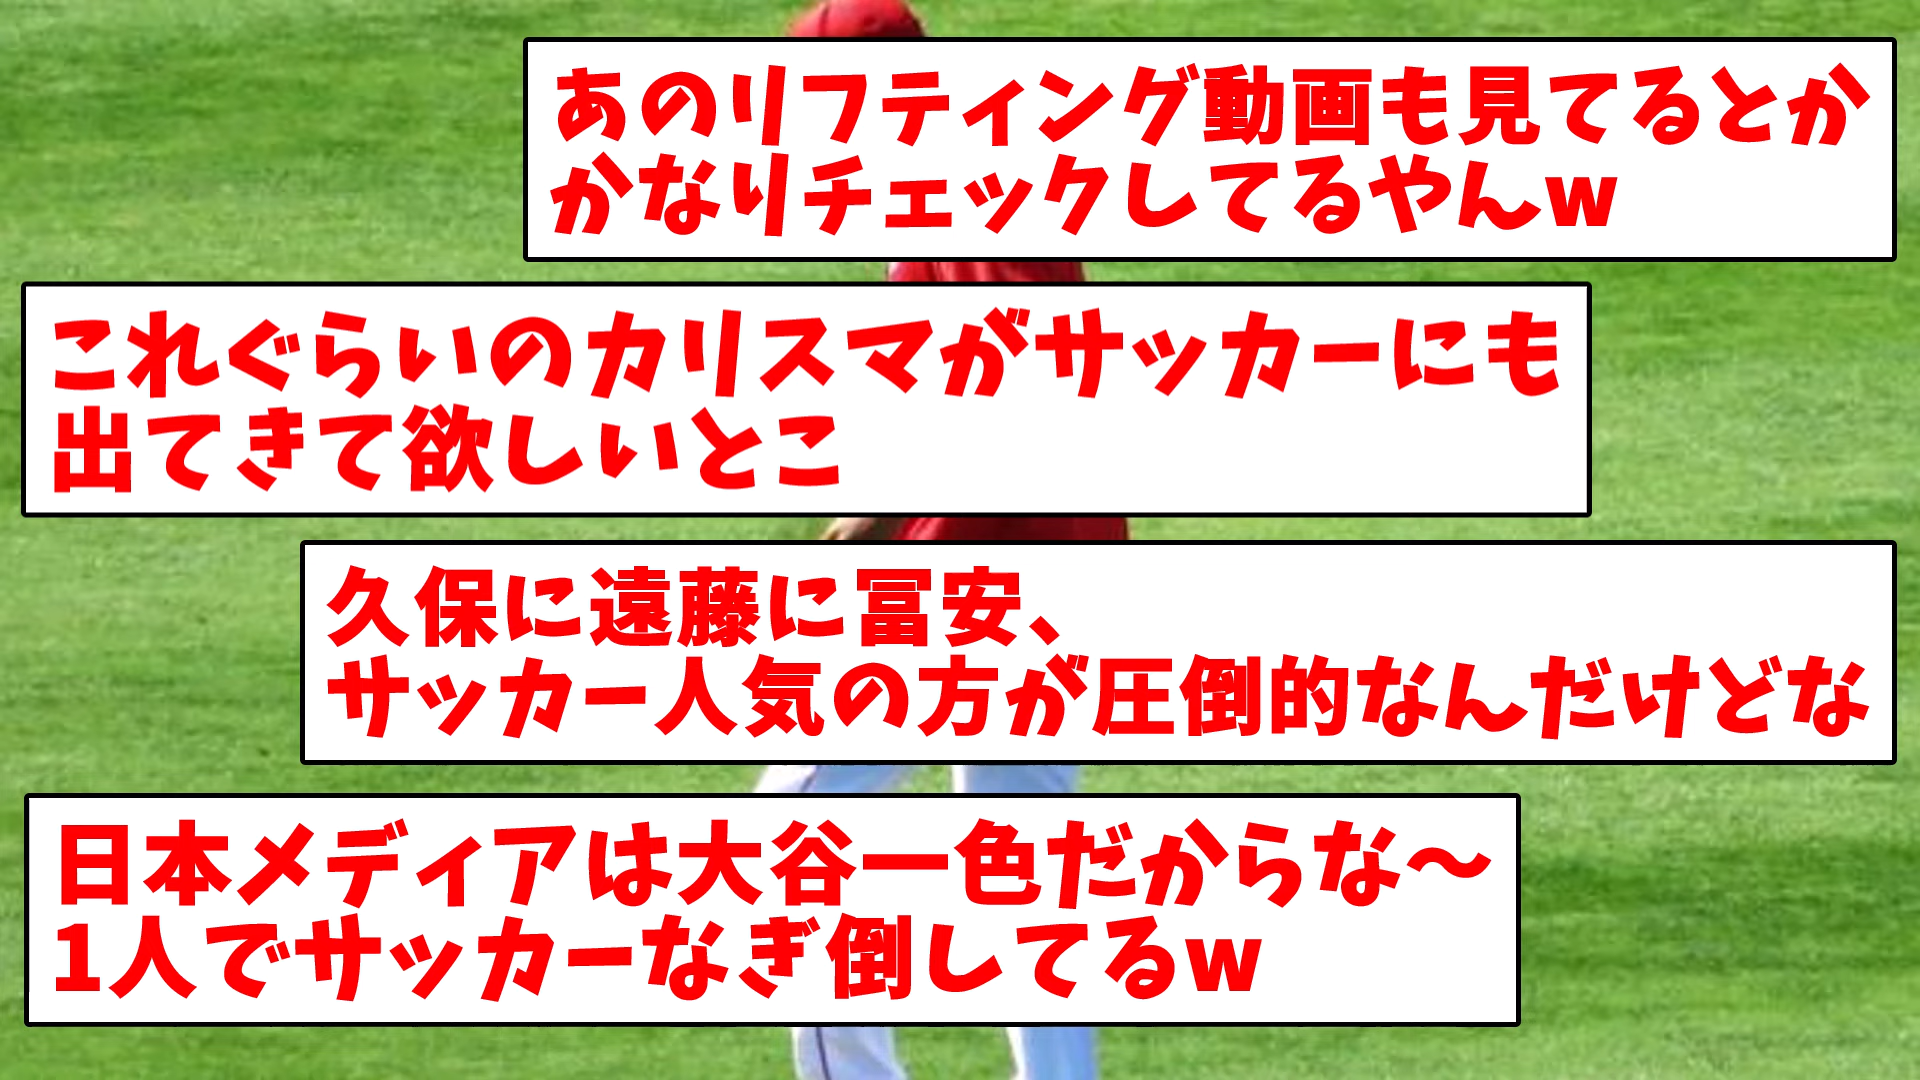 あのリフティング動画も見てるとか
かなりチェックしてるやんw
これぐらいのカリスマがサッカーにも
出てきて欲しいとこ
久保に遠藤に冨安、
サッカー人気の方が圧倒的なんだけどな
日本メディアは大谷一色だからな～
1人でサッカーなぎ倒してるw